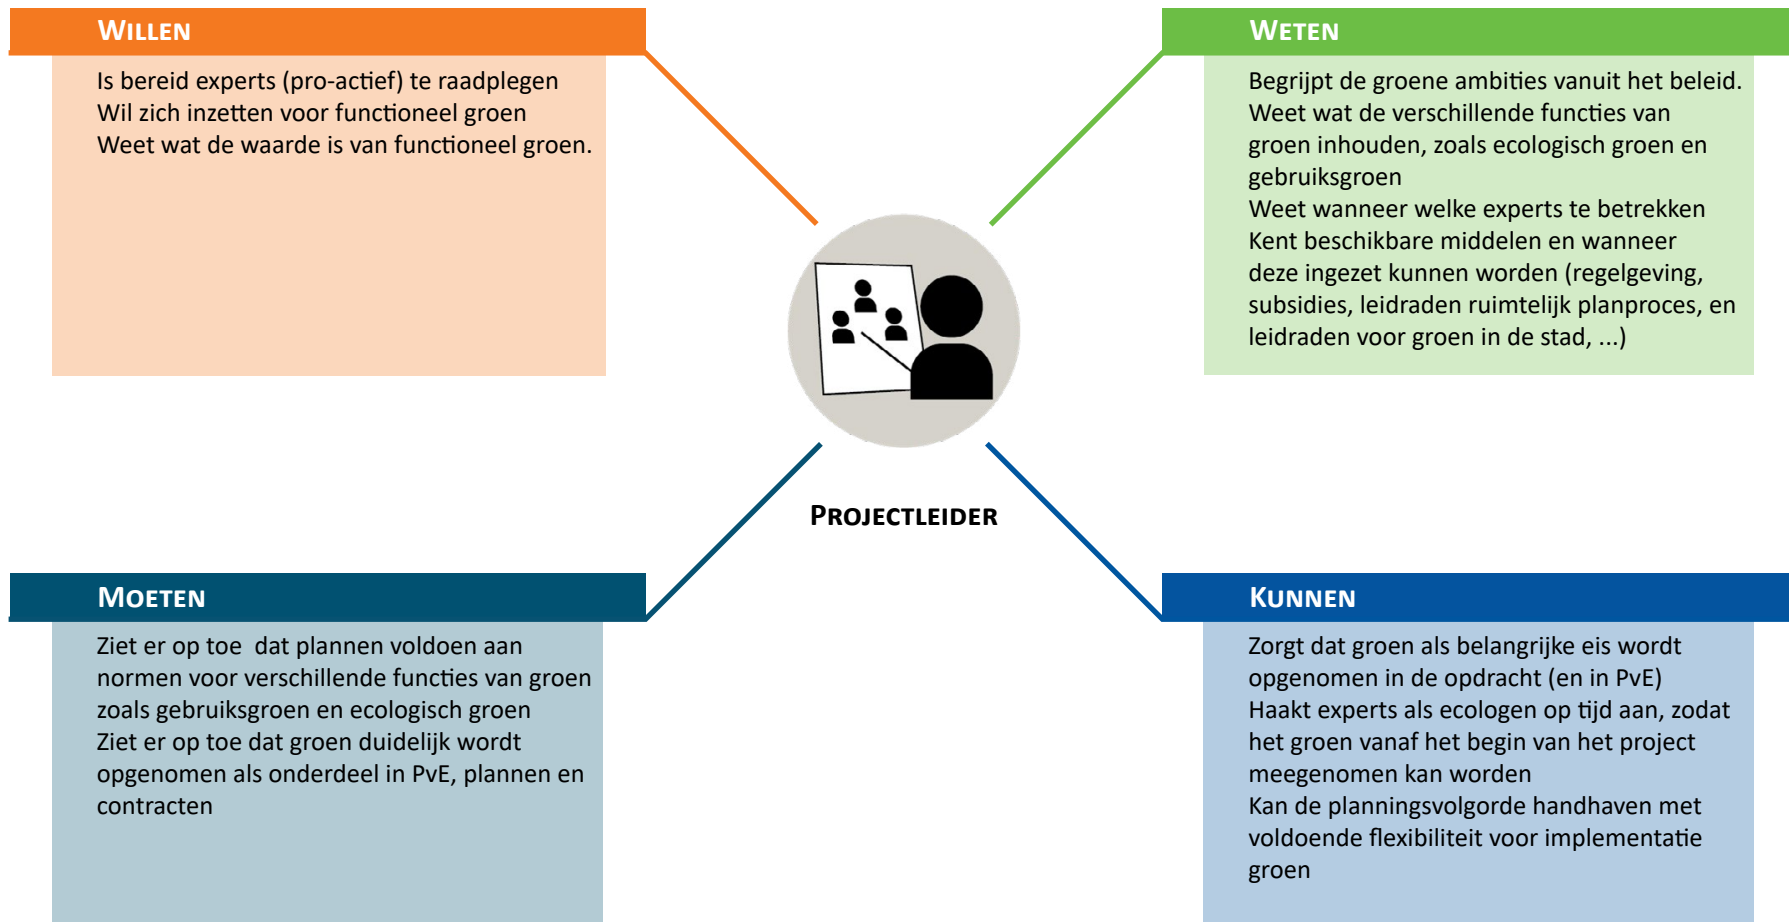 WILLEN
Is bereid experts (pro-actief) te raadplegen
Wil zich inzetten voor functioneel groen
Weet wat de waarde is van functioneel groen.
WETEN
Begrijpt de groene ambities vanuit het beleid.
Weet wat de verschillende functies van
groen inhouden, zoals ecologisch groen en
gebruiksgroen
Weet wanneer welke experts te betrekken
Kent beschikbare middelen en wanneer
deze ingezet kunnen worden (regelgeving,
subsidies, leidraden ruimtelijk planproces, en
leidraden voor groen in de stad, ...)
PROJECTLEIDER
MOETEN
Ziet er op toe  dat plannen voldoen aan
normen voor verschillende functies van groen
zoals gebruiksgroen en ecologisch groen
Ziet er op toe dat groen duidelijk wordt
opgenomen als onderdeel in PvE, plannen en
contracten
KUNNEN
Zorgt dat groen als belangrijke eis wordt
opgenomen in de opdracht (en in PvE)
Haakt experts als ecologen op tijd aan, zodat
het groen vanaf het begin van het project
meegenomen kan worden
Kan de planningsvolgorde handhaven met
voldoende flexibiliteit voor implementatie
groen